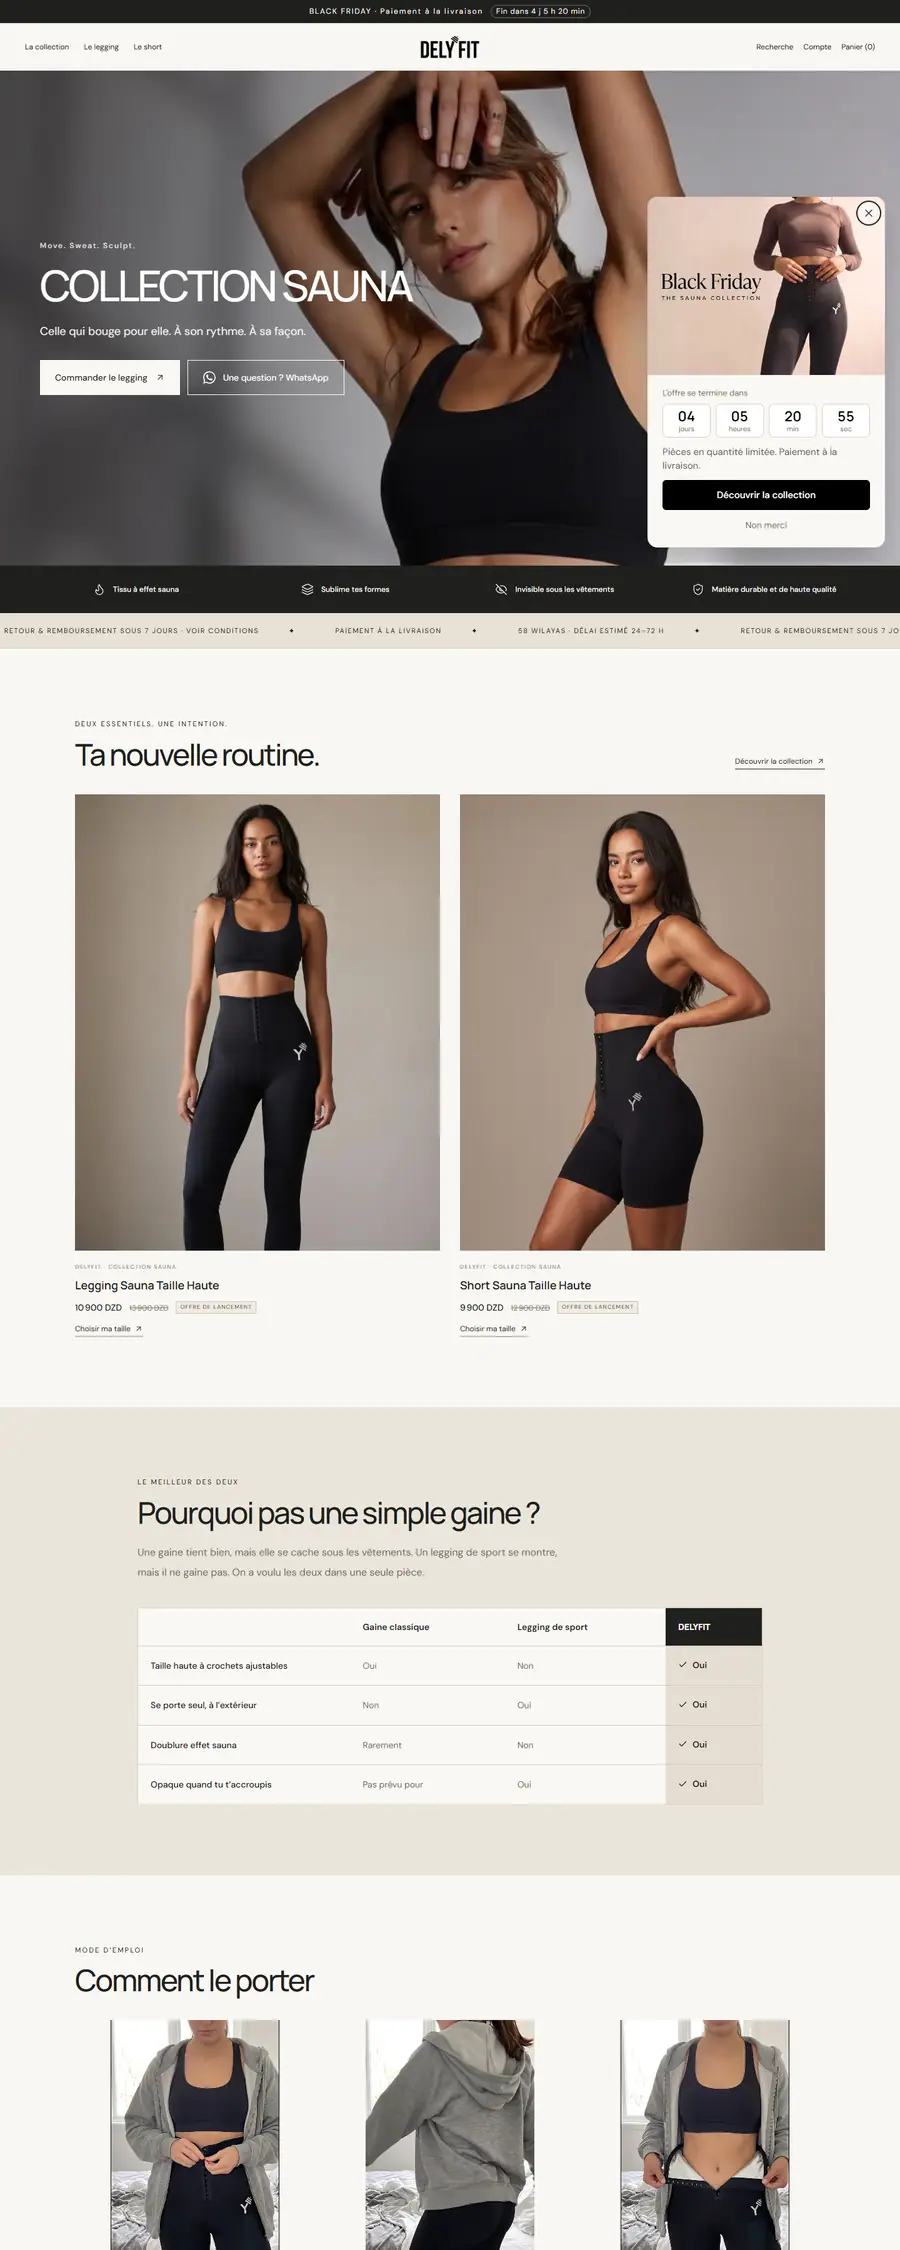 BLACK FRIDAY · Paiement à la livraison Fin dans 4 j 5 h 20 min
La collection Le legging Le short
DELYFIT
Recherche Compte Panier (0)
Move. Sweat. Sculpt.
COLLECTION SAUNA
Celle qui bouge pour elle. À son rythme. À sa façon.
Commander le legging ↗
Une question ? WhatsApp
Black Friday
THE SAUNA COLLECTION
L'offre se termine dans
04 05 20 55
jours heures min sec
Pièces en quantité limitée. Paiement à la
livraison.
Découvrir la collection
Non merci
Tissu à effet sauna
Sublime tes formes
Invisible sous les vêtements
Matière durable et de haute qualité
RETOUR & REMBOURSEMENT SOUS 7 JOURS · VOIR CONDITIONS ✦ PAIEMENT À LA LIVRAISON ✦ 58 WILAYAS · DÉLAI ESTIMÉ 24–72 H ✦ RETOUR & REMBOURSEMENT SOUS 7 JO
DEUX ESSENTIELS. UNE INTENTION.
Ta nouvelle routine.
Découvrir la collection ↗
DELYFIT · COLLECTION SAUNA
Legging Sauna Taille Haute
10 900 DZD 13 900 DZD OFFRE DE LANCEMENT
Choisir ma taille ↗
DELYFIT · COLLECTION SAUNA
Short Sauna Taille Haute
9 900 DZD 12 900 DZD OFFRE DE LANCEMENT
Choisir ma taille ↗
LE MEILLEUR DES DEUX
Pourquoi pas une simple gaine ?
Une gaine tient bien, mais elle se cache sous les vêtements. Un legging de sport se montre,
mais il ne gaine pas. On a voulu les deux dans une seule pièce.
Gaine classique Legging de sport DELYFIT
Taille haute à crochets ajustables Oui Non ✓ Oui
Se porte seul, à l'extérieur Non Oui ✓ Oui
Doublure effet sauna Rarement Non ✓ Oui
Opaque quand tu t'accroupis Pas prévu pour Oui ✓ Oui
MODE D'EMPLOI
Comment le porter